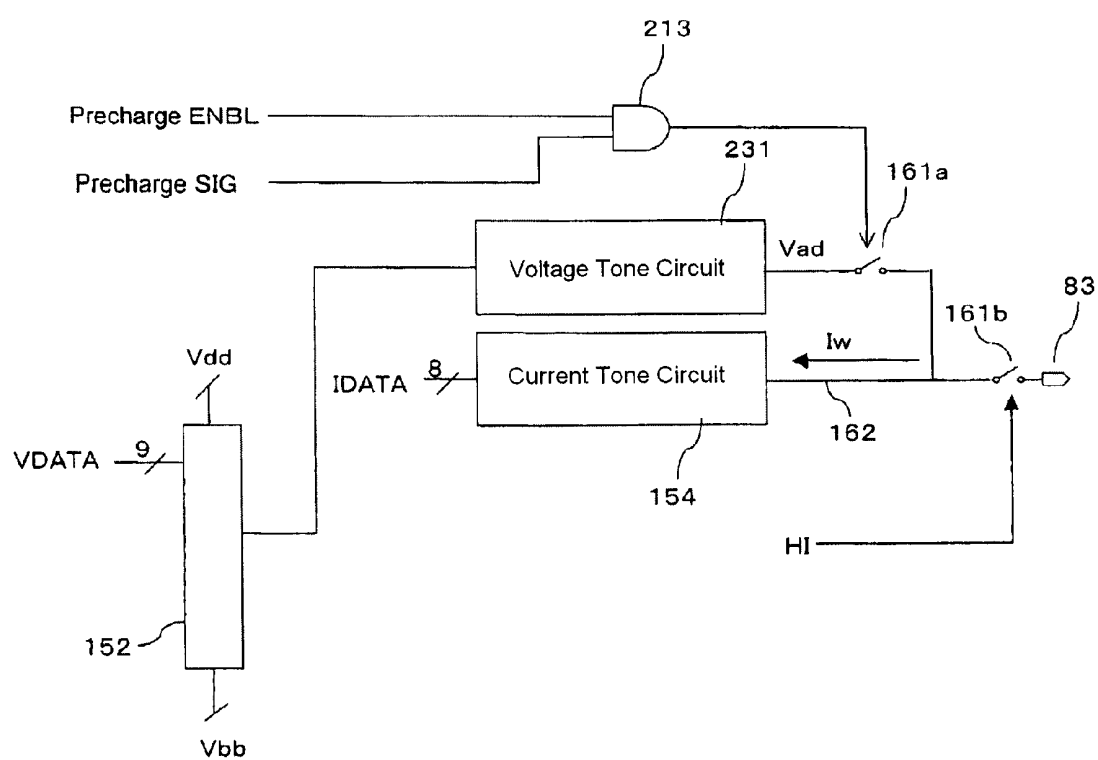 213
Precharge ENBL
231
Precharge SIG
161a
Voltage Tone Circuit
Vad
83
161b
Vdd
Iw
IDATA
8
Current Tone Circuit
162
VDATA
9
154
HI
152
Vbb